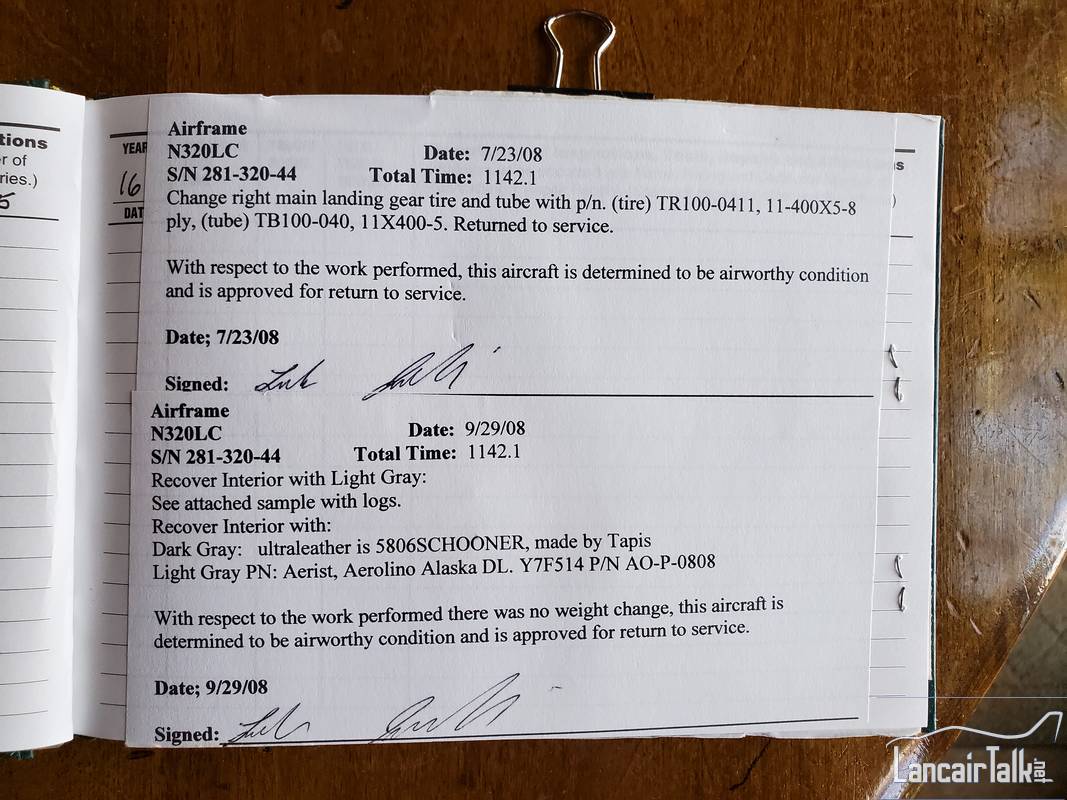 tions
r of
ries.)
5
YEAR
16
DAT
Airframe
N320LC Date: 7/23/08
S/N 281-320-44 Total Time: 1142.1
Change right main landing gear tire and tube with p/n. (tire) TR100-0411, 11-400X5-8
ply, (tube) TB100-040, 11X400-5. Returned to service.
With respect to the work performed, this aircraft is determined to be airworthy condition
and is approved for return to service.
Date; 7/23/08
Signed:
Airframe
N320LC Date: 9/29/08
S/N 281-320-44 Total Time: 1142.1
Recover Interior with Light Gray:
See attached sample with logs.
Recover Interior with:
Dark Gray: ultraleather is 5806SCHOONER, made by Tapis
Light Gray PN: Aerist, Aerolino Alaska DL. Y7F514 P/N AO-P-0808
With respect to the work performed there was no weight change, this aircraft is
determined to be airworthy condition and is approved for return to service.
Date; 9/29/08
Signed:
s
)
LancairTalk.net